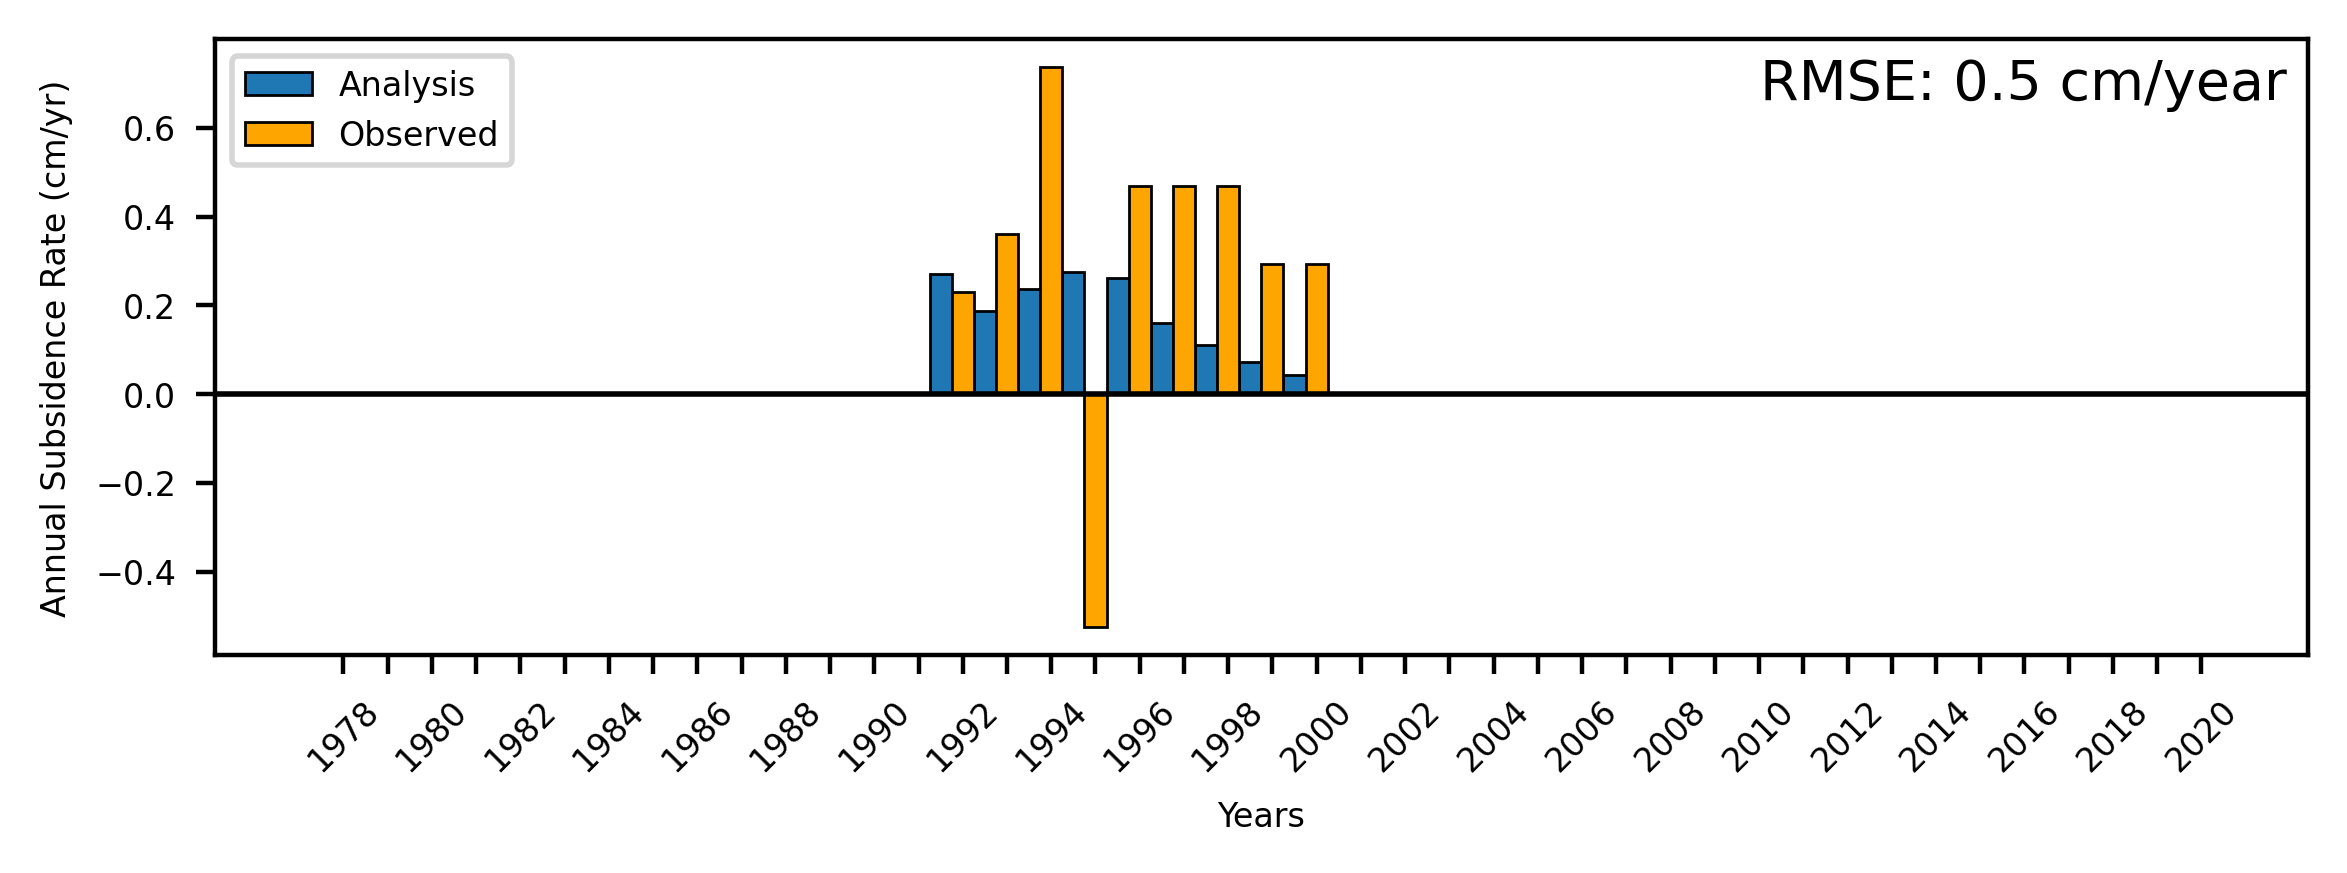 RMSE: 0.5 cm/year
Analysis
Observed
Annual Subsidence Rate (cm/yr)
0.6
0.4
0.2
0.0
−0.2
−0.4
1978 1980 1982 1984 1986 1988 1990 1992 1994 1996 1998 2000 2002 2004 2006 2008 2010 2012 2014 2016 2018 2020
Years